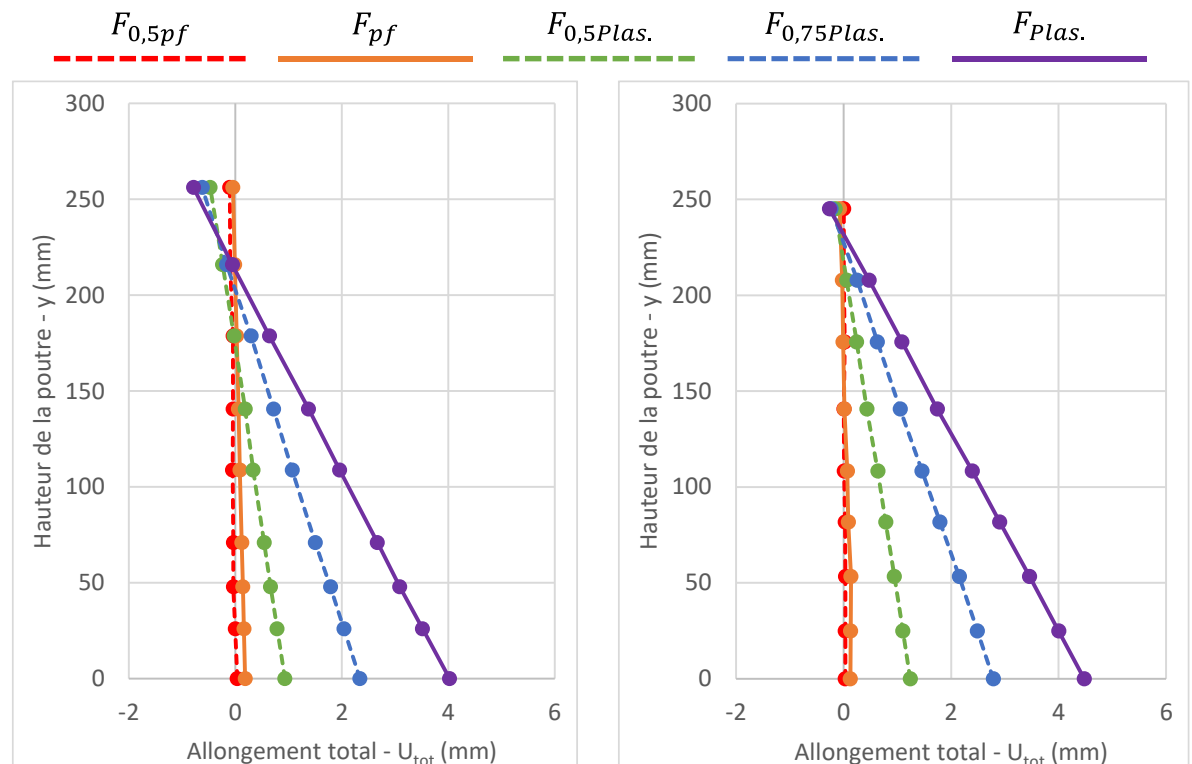 F0,5pf Fpf F0,5Plas. F0,75Plas. FPlas.
300
250
200
150
100
50
0
-2 0 2 4 6
Hauteur de la poutre - y (mm)
Allongement total - Utot (mm)
300
250
200
150
100
50
0
-2 0 2 4 6
Hauteur de la poutre - y (mm)
Allongement total - Utot (mm)